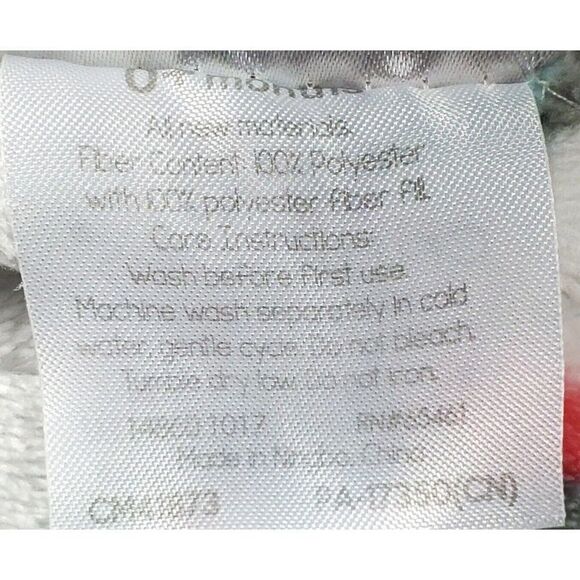 0+ months
All new materials.
Fiber Content: 100% Polyester
with 100% polyester fiber fill.
Care Instructions:
Wash before first use.
Machine wash separately in cold
water, gentle cycle. Do not bleach.
Tumble dry low. Do not iron.
1017
Made in Ningbo, China